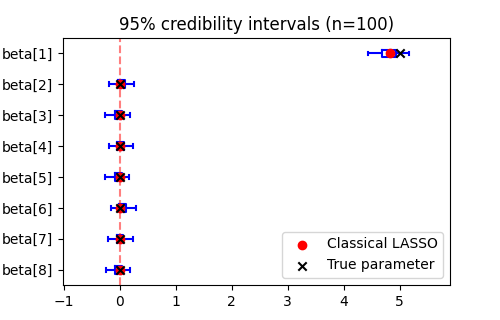 95% credibility intervals (n=100)
beta[1]
beta[2]
beta[3]
beta[4]
beta[5]
beta[6]
beta[7]
beta[8]
Classical LASSO
True parameter
−1 0 1 2 3 4 5